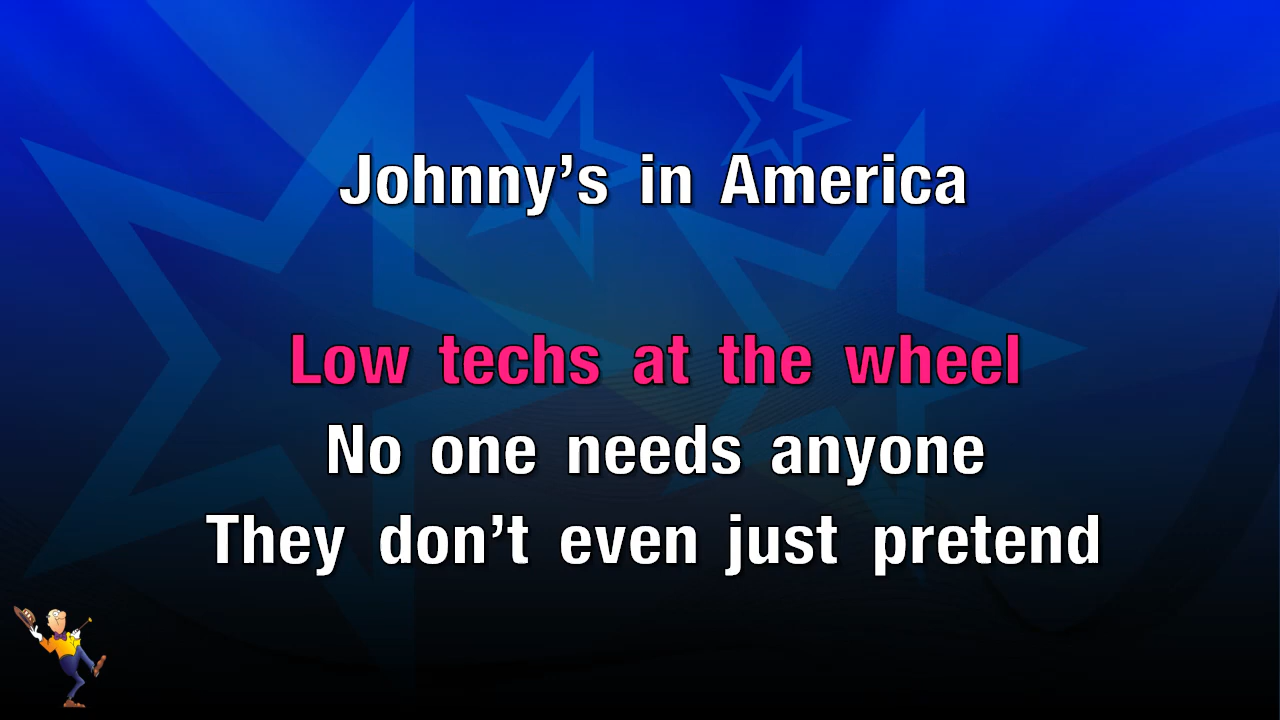 Johnny’s in America
Low techs at the wheel
No one needs anyone
They don’t even just pretend